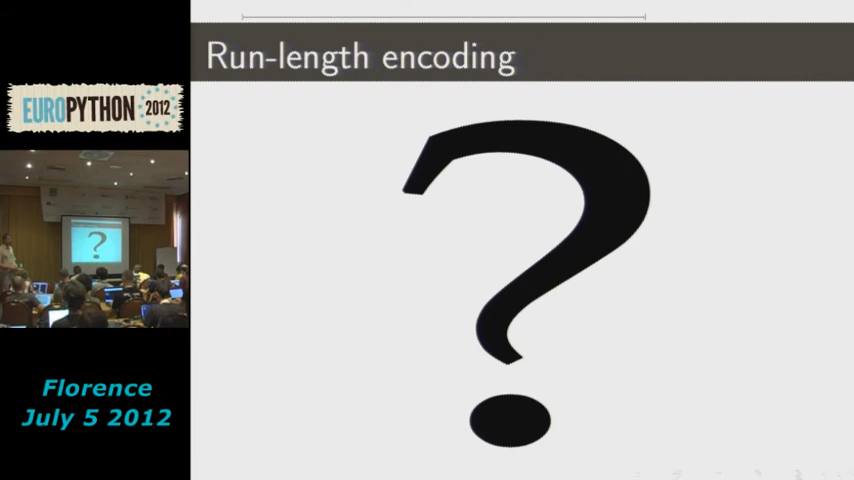 Run-length encoding
?
EUROPYTHON 2012
Florence
July 5 2012